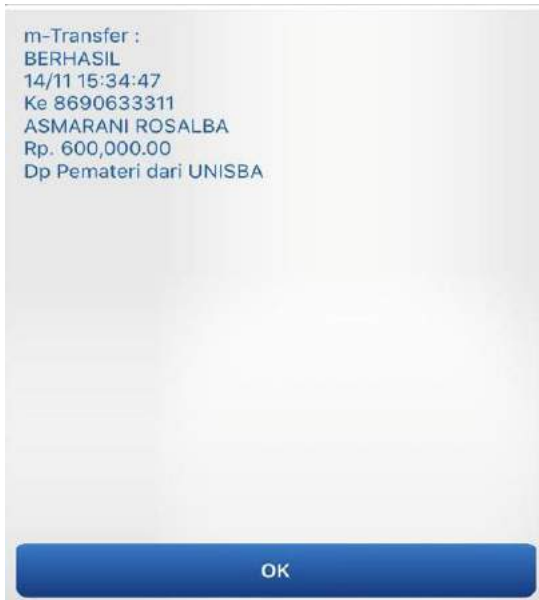 m-Transfer :
BERHASIL
14/11 15:34:47
Ke 8690633311
ASMARANI ROSALBA
Rp. 600,000.00
Dp Pemateri dari UNISBA
OK